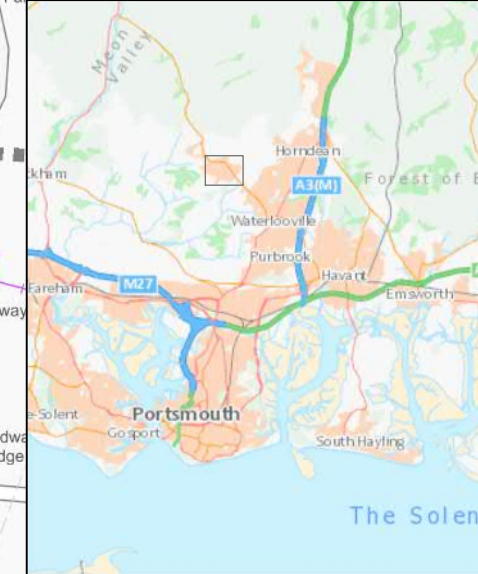 Meon
Valley
Horndean
ckham
A3(M)
Forest of
Waterlooville
Purbrook
Havant
M27
Fareham
Emsworth
way
e-Solent
Portsmouth
Gosport
dwa
dge
South Hayling
The Solen